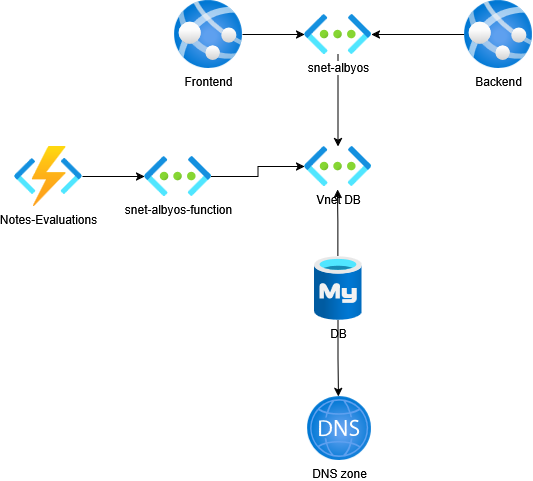 Frontend
snet-albyos
Backend
Notes-Evaluations
snet-albyos-function
Vnet DB
My
DB
DNS
DNS zone